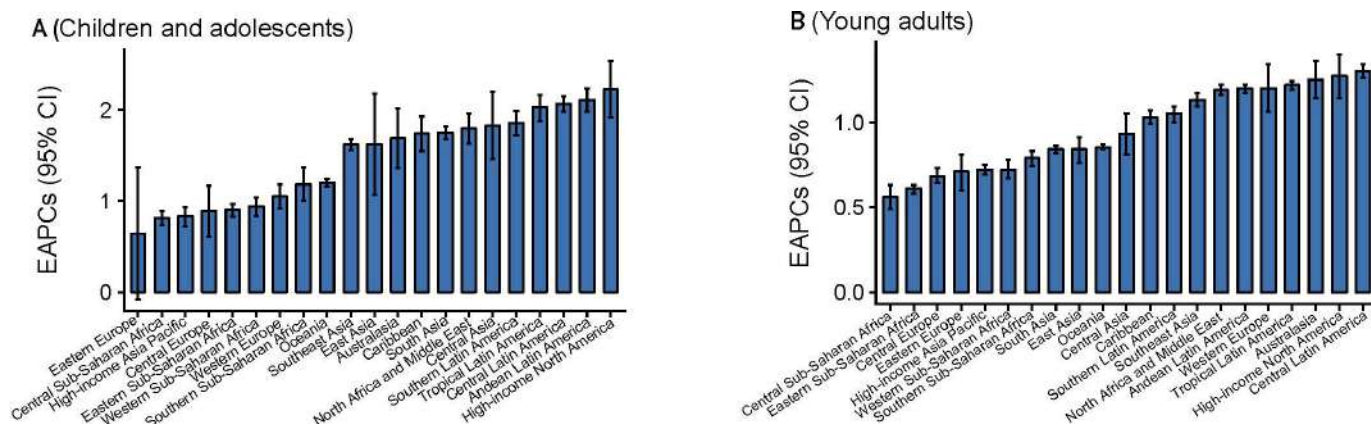 A (Children and adolescents)
EAPCs (95% CI)
2
1
0
Eastern Europe
Central Sub-Saharan Africa
High-income Asia Pacific
Central Europe
Eastern Sub-Saharan Africa
Western Sub-Saharan Africa
Western Europe
Southern Sub-Saharan Africa
Oceania
Southeast Asia
East Asia
Australasia
Caribbean
South Asia
North Africa and Middle East
Central Asia
Southern Latin America
Tropical Latin America
Central Latin America
Andean Latin America
High-income North America
B (Young adults)
EAPCs (95% CI)
1.0
0.5
0.0
Central Sub-Saharan Africa
Eastern Sub-Saharan Africa
Central Europe
Eastern Europe
High-income Asia Pacific
Western Sub-Saharan Africa
Southern Sub-Saharan Africa
South Asia
East Asia
Oceania
Central Asia
Caribbean
Southern Latin America
Southeast Asia
North Africa and Middle East
Andean Latin America
Western Europe
Tropical Latin America
Australasia
High-income North America
Central Latin America